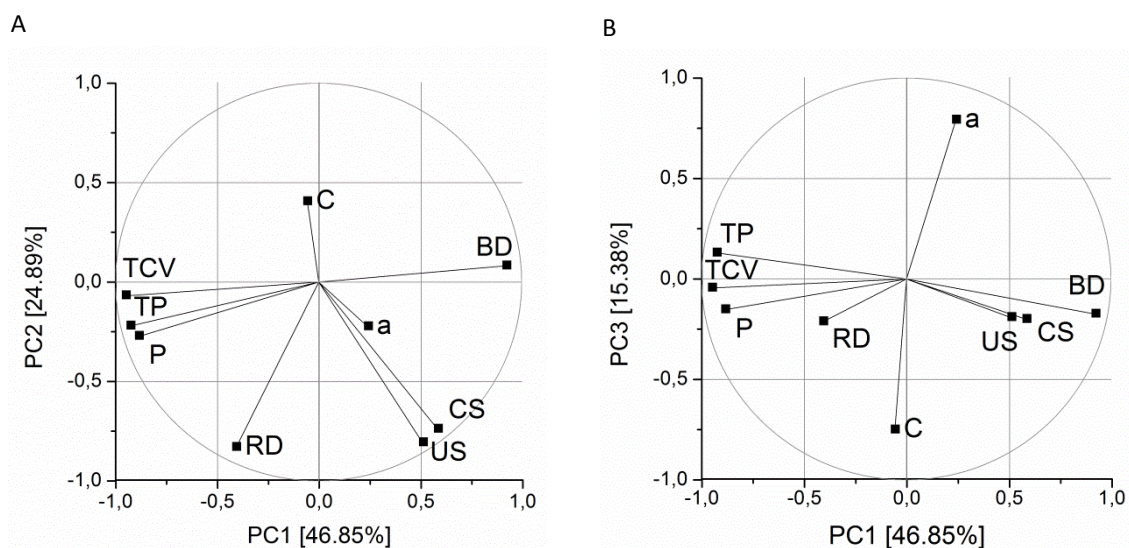 A
1,0
0,5
0,0
-0,5
-1,0
-1,0
-0,5
0,0
0,5
1,0
PC2 [24.89%]
PC1 [46.85%]
C
BD
TCV
TP
P
a
CS
US
RD
B
1,0
0,5
0,0
-0,5
-1,0
-1,0
-0,5
0,0
0,5
1,0
PC3 [15.38%]
PC1 [46.85%]
a
TP
TCV
P
RD
BD
US
CS
C